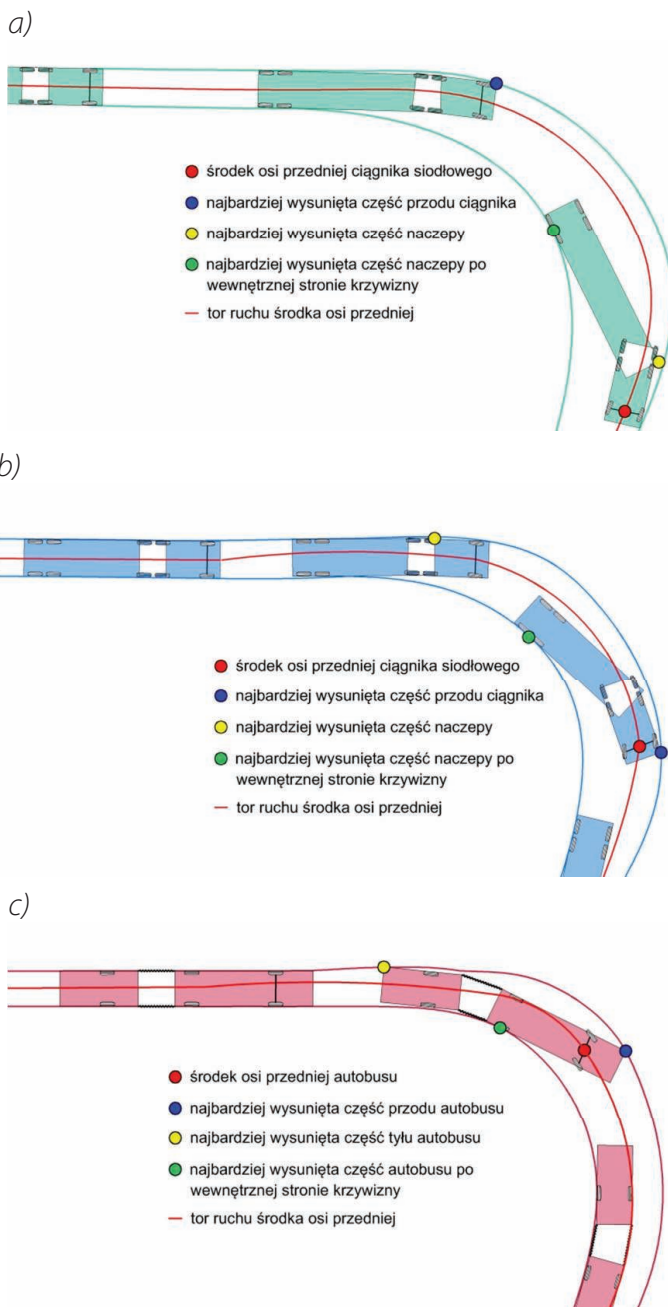 a)
środek osi przedniej ciągnika siodłowego
najbardziej wysunięta część przodu ciągnika
najbardziej wysunięta część naczepy
najbardziej wysunięta część naczepy po
wewnętrznej stronie krzywizny
tor ruchu środka osi przedniej
b)
środek osi przedniej ciągnika siodłowego
najbardziej wysunięta część przodu ciągnika
najbardziej wysunięta część naczepy
najbardziej wysunięta część naczepy po
wewnętrznej stronie krzywizny
tor ruchu środka osi przedniej
c)
środek osi przedniej autobusu
najbardziej wysunięta część przodu autobusu
najbardziej wysunięta część tyłu autobusu
najbardziej wysunięta część autobusu po
wewnętrznej stronie krzywizny
tor ruchu środka osi przedniej